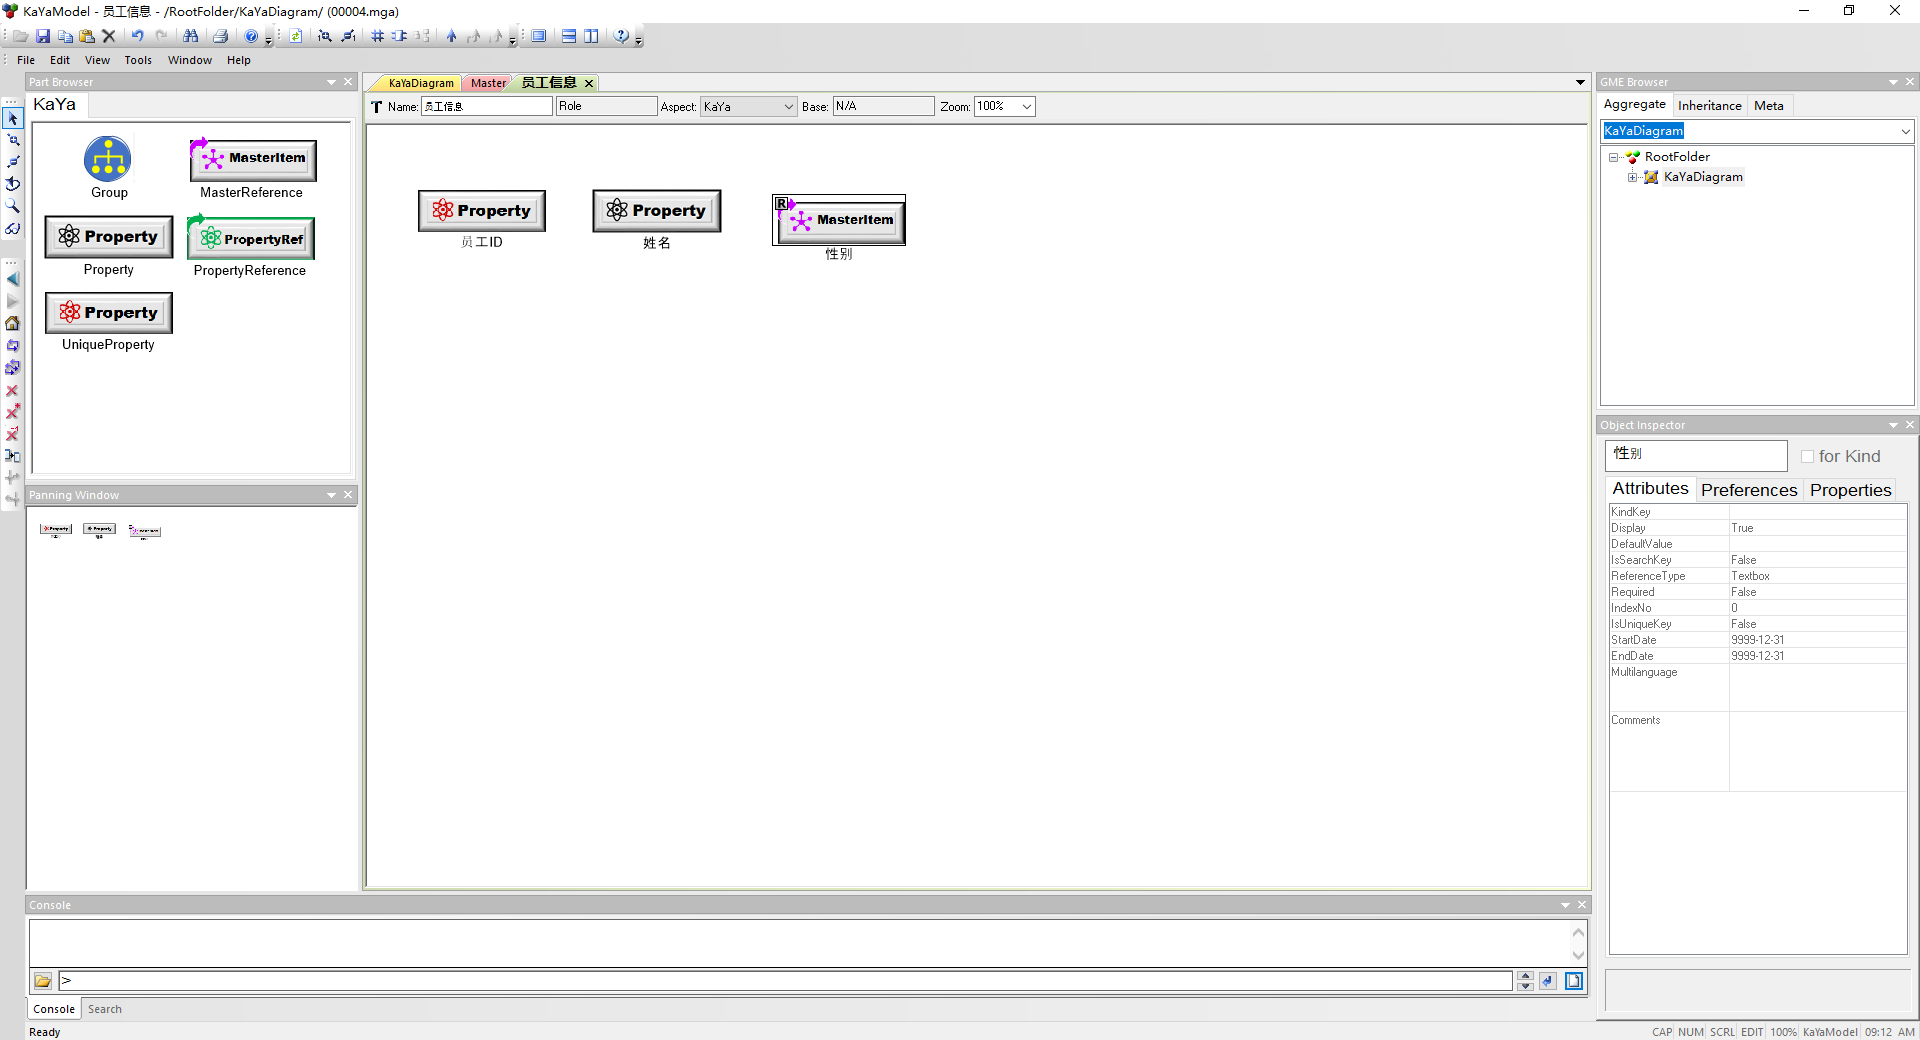 KaYaModel - 员工信息 - /RootFolder/KaYaDiagram/ (00004.mga)
File Edit View Tools Window Help
Part Browser
KaYa
Group
MasterItem
MasterReference
Property
Property
PropertyRef
PropertyReference
Property
UniqueProperty
Panning Window
KaYaDiagram Master 员工信息
T Name: 员工信息 Role Aspect: KaYa Base: N/A Zoom: 100%
Property
员工ID
Property
姓名
R
MasterItem
性别
GME Browser
Aggregate Inheritance Meta
KaYaDiagram
RootFolder
KaYaDiagram
Object Inspector
性别 for Kind
Attributes Preferences Properties
KindKey
Display True
DefaultValue
IsSearchKey False
ReferenceType Textbox
Required False
IndexNo 0
IsUniqueKey False
StartDate 9999-12-31
EndDate 9999-12-31
Multilanguage
Comments
Console
>
Console Search
Ready
CAP NUM SCRL EDIT 100% KaYaModel 09:12 AM